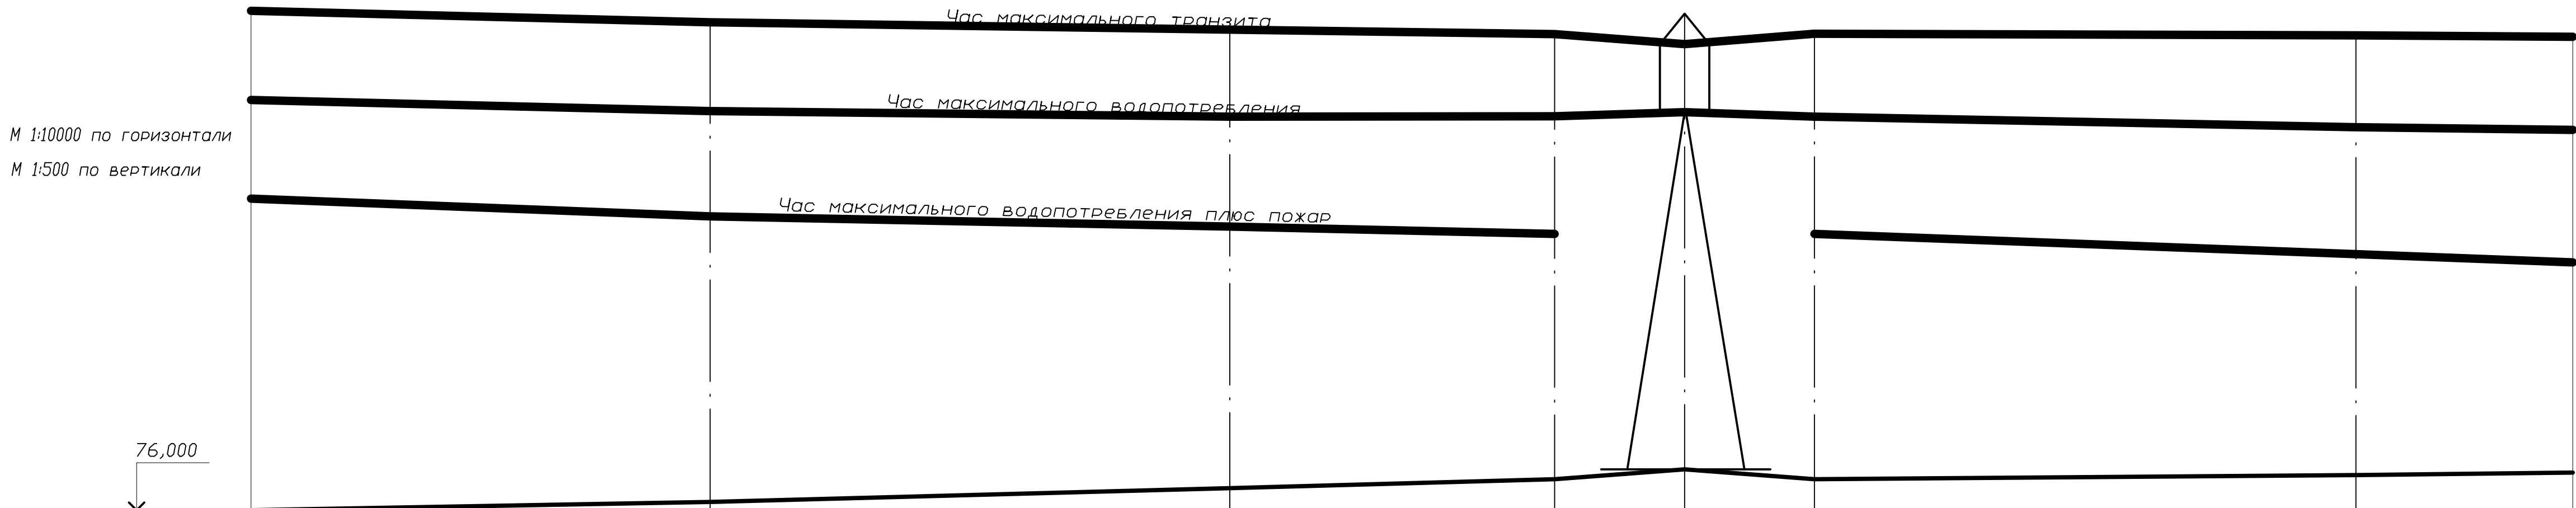 Час максимального транзита
Час максимального водопотребления
М 1:10000 по горизонтали
М 1:500 по вертикали
Час максимального водопотребления плюс пожар
76,000